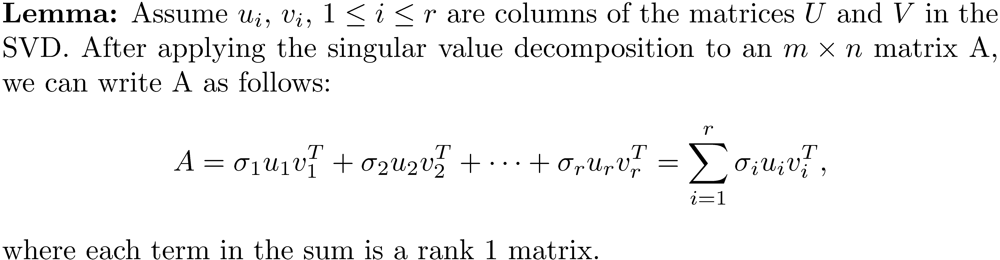 Lemma: Assume $u_i$, $v_i$, $1 \leq i \leq r$ are columns of the matrices $U$ and $V$ in the
SVD. After applying the singular value decomposition to an $m \times n$ matrix A,
we can write A as follows:
$A = \sigma_1 u_1 v_1^T + \sigma_2 u_2 v_2^T + \cdots + \sigma_r u_r v_r^T = \sum_{i=1}^{r} \sigma_i u_i v_i^T,$
where each term in the sum is a rank 1 matrix.